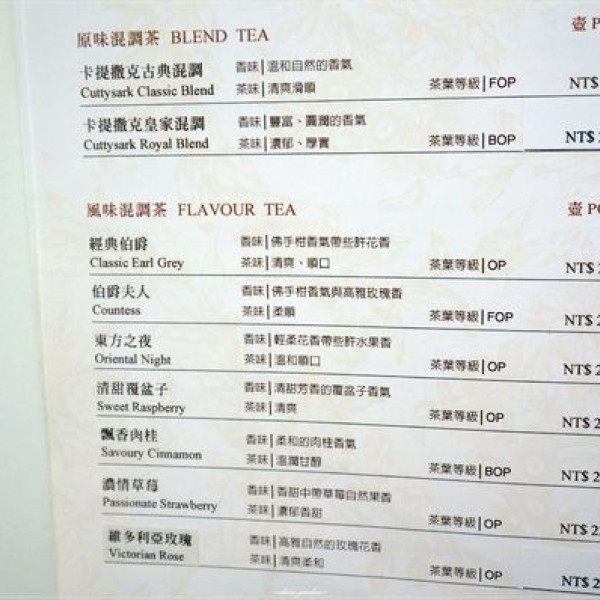 原味混調茶 BLEND TEA 壺 P
卡提撒克古典混調 香味|溫和自然的香氣
Cuttysark Classic Blend 茶味|清爽滑順 茶葉等級|FOP NT$
卡提撒克皇家混調 香味|豐富、圓潤的香氣
Cuttysark Royal Blend 茶味|濃郁、厚實 茶葉等級|BOP NT$
風味混調茶 FLAVOUR TEA 壺 PO
經典伯爵 香味|佛手柑香氣帶些許花香
Classic Earl Grey 茶味|清爽、順口 茶葉等級|OP NT$
伯爵夫人 香味|佛手柑香氣與高雅玫瑰香
Countess 茶味|柔順 茶葉等級|FOP NT$ 2
東方之夜 香味|輕柔花香帶些許水果香
Oriental Night 茶味|溫和順口 茶葉等級|OP NT$ 2
清甜覆盆子 香味|清甜芳香的覆盆子香氣
Sweet Raspberry 茶味|清爽 茶葉等級|OP NT$ 2
飄香肉桂 香味|柔和的肉桂香氣
Savoury Cinnamon 茶味|溫潤甘醇 茶葉等級|BOP NT$ 2
濃情草莓 香味|香甜中帶草莓自然果香
Passionate Strawberry 茶味|濃郁香甜 茶葉等級|OP NT$ 2
維多利亞玫瑰 香味|高雅自然的玫瑰花香
Victorian Rose 茶味|清爽柔和 茶葉等級|OP NT$ 2